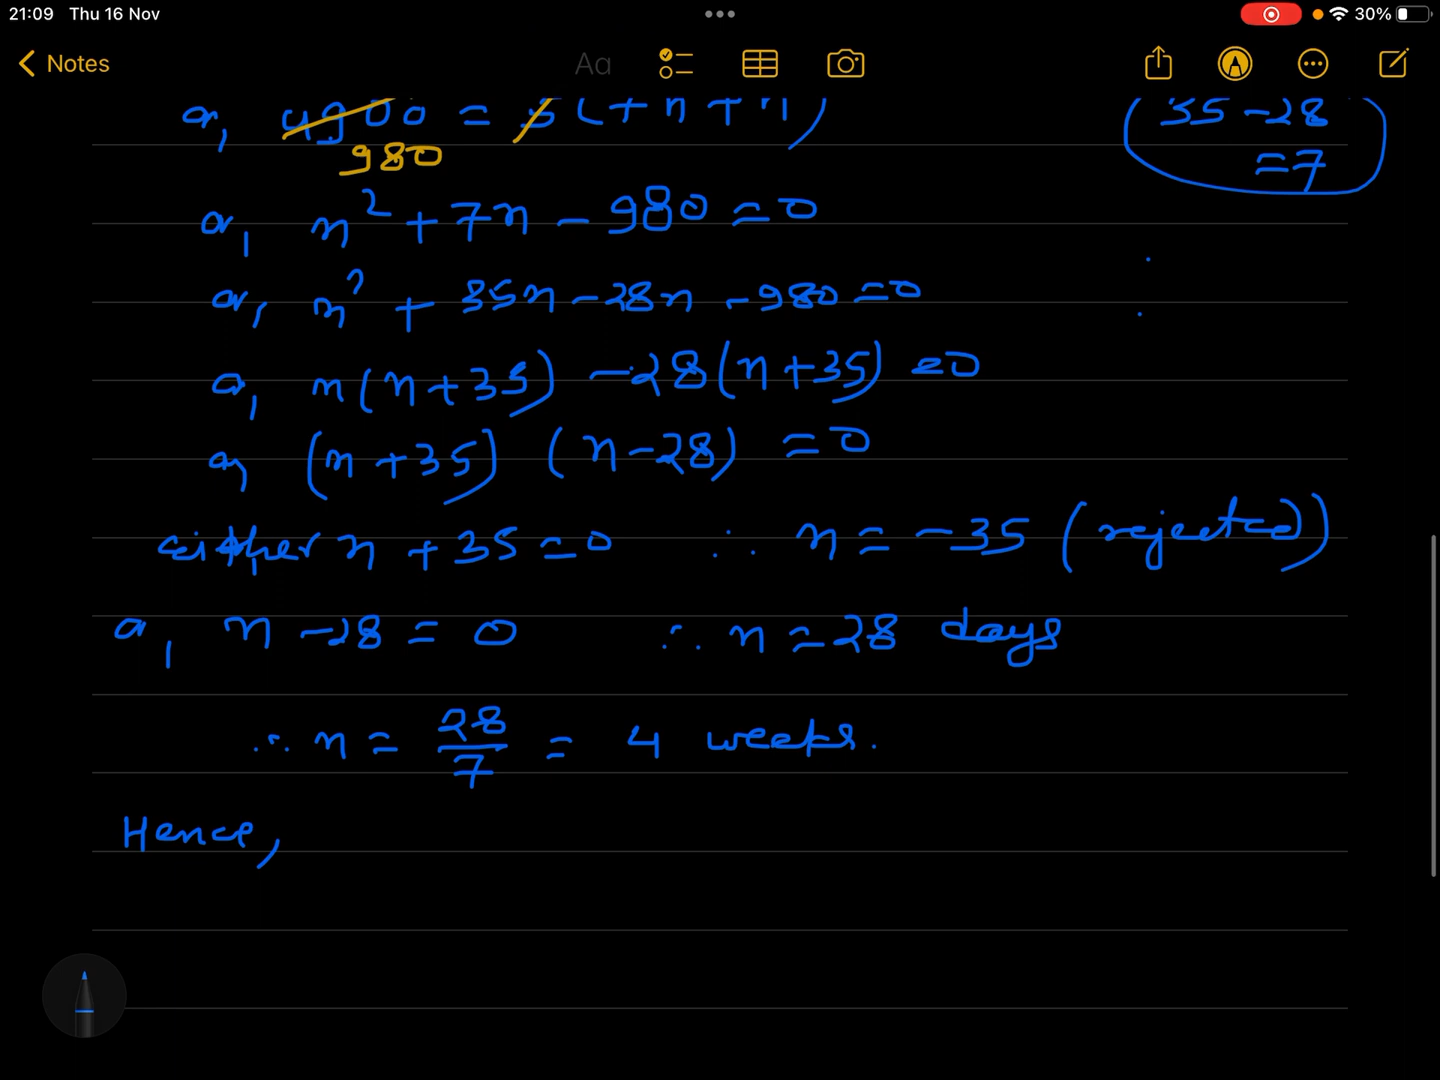 21:09 Thu 16 Nov
30%
Notes
Aa
or, 4900 = 5(7+n+n)
35-28
980
=7
or, n² + 7n - 980 = 0
or, n² + 35n - 28n - 980 = 0
or, n(n+35) - 28(n+35) = 0
or, (n+35) (n-28) = 0
either n + 35 = 0 ∴ n = -35 (rejected)
or, n - 28 = 0 ∴ n = 28 days
∴ n = 28/7 = 4 weeks.
Hence,